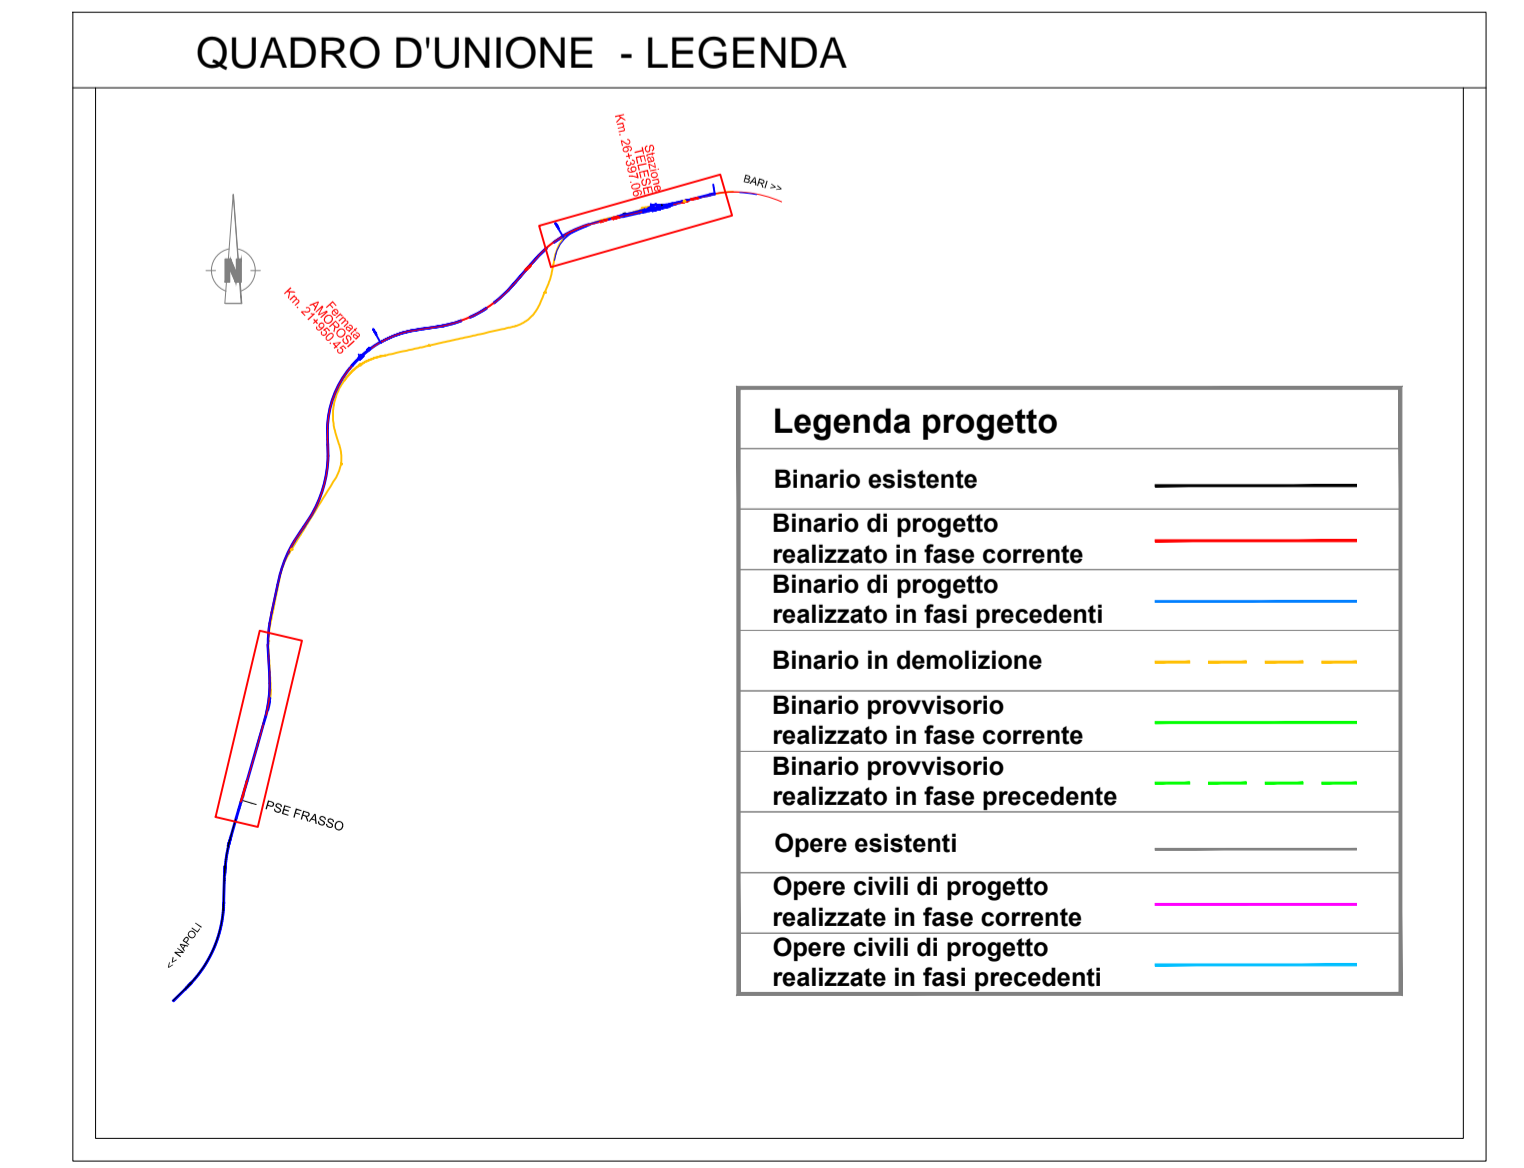 QUADRO D'UNIONE - LEGENDA
Stazione
TELESE
Km. 26+397.06
BARI >>
N
Fermata
AMOROSI
Km. 21+950.45
PSE FRASSO
<< NAPOLI
Legenda progetto
Binario esistente
Binario di progetto
realizzato in fase corrente
Binario di progetto
realizzato in fasi precedenti
Binario in demolizione
Binario provvisorio
realizzato in fase corrente
Binario provvisorio
realizzato in fase precedente
Opere esistenti
Opere civili di progetto
realizzate in fase corrente
Opere civili di progetto
realizzate in fasi precedenti